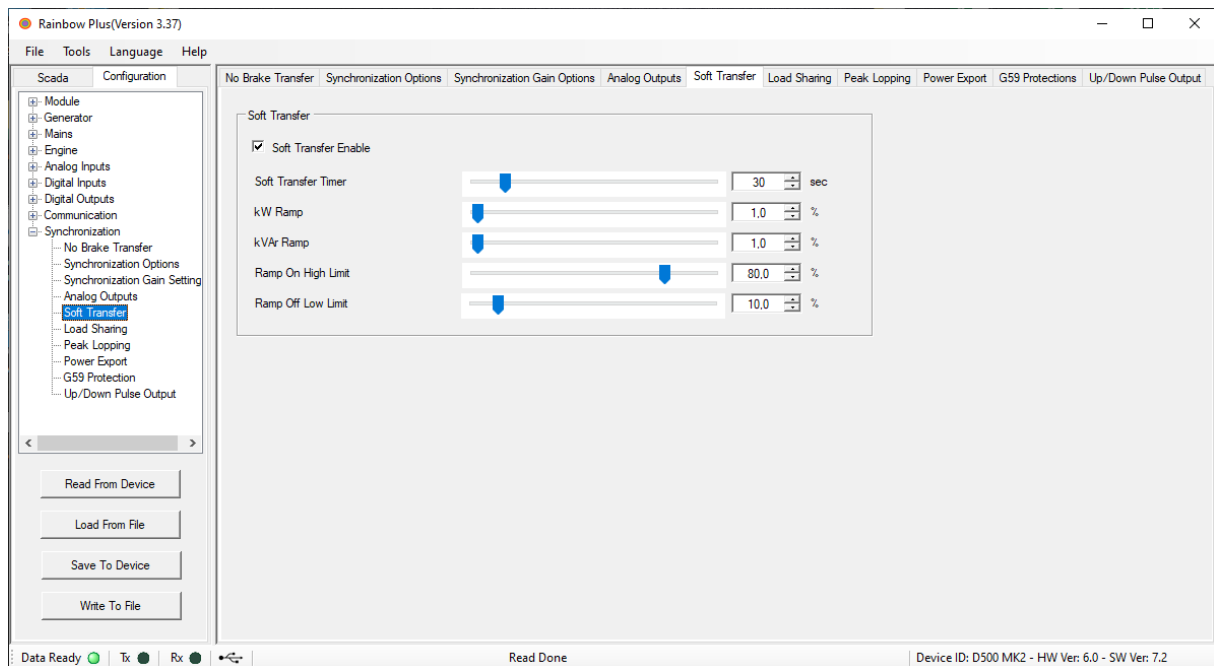 Rainbow Plus(Version 3.37)
File Tools Language Help
Scada Configuration
No Brake Transfer Synchronization Options Synchronization Gain Options Analog Outputs Soft Transfer Load Sharing Peak Lopping Power Export G59 Protections Up/Down Pulse Output
Module
Generator
Mains
Engine
Analog Inputs
Digital Inputs
Digital Outputs
Communication
Synchronization
No Brake Transfer
Synchronization Options
Synchronization Gain Setting
Analog Outputs
Soft Transfer
Load Sharing
Peak Lopping
Power Export
G59 Protection
Up/Down Pulse Output
Read From Device
Load From File
Save To Device
Write To File
Soft Transfer
Soft Transfer Enable
Soft Transfer Timer 30 sec
kW Ramp 1,0 %
kVAr Ramp 1,0 %
Ramp On High Limit 80,0 %
Ramp Off Low Limit 10,0 %
Data Ready Tx Rx Read Done Device ID: D500 MK2 - HW Ver: 6.0 - SW Ver: 7.2